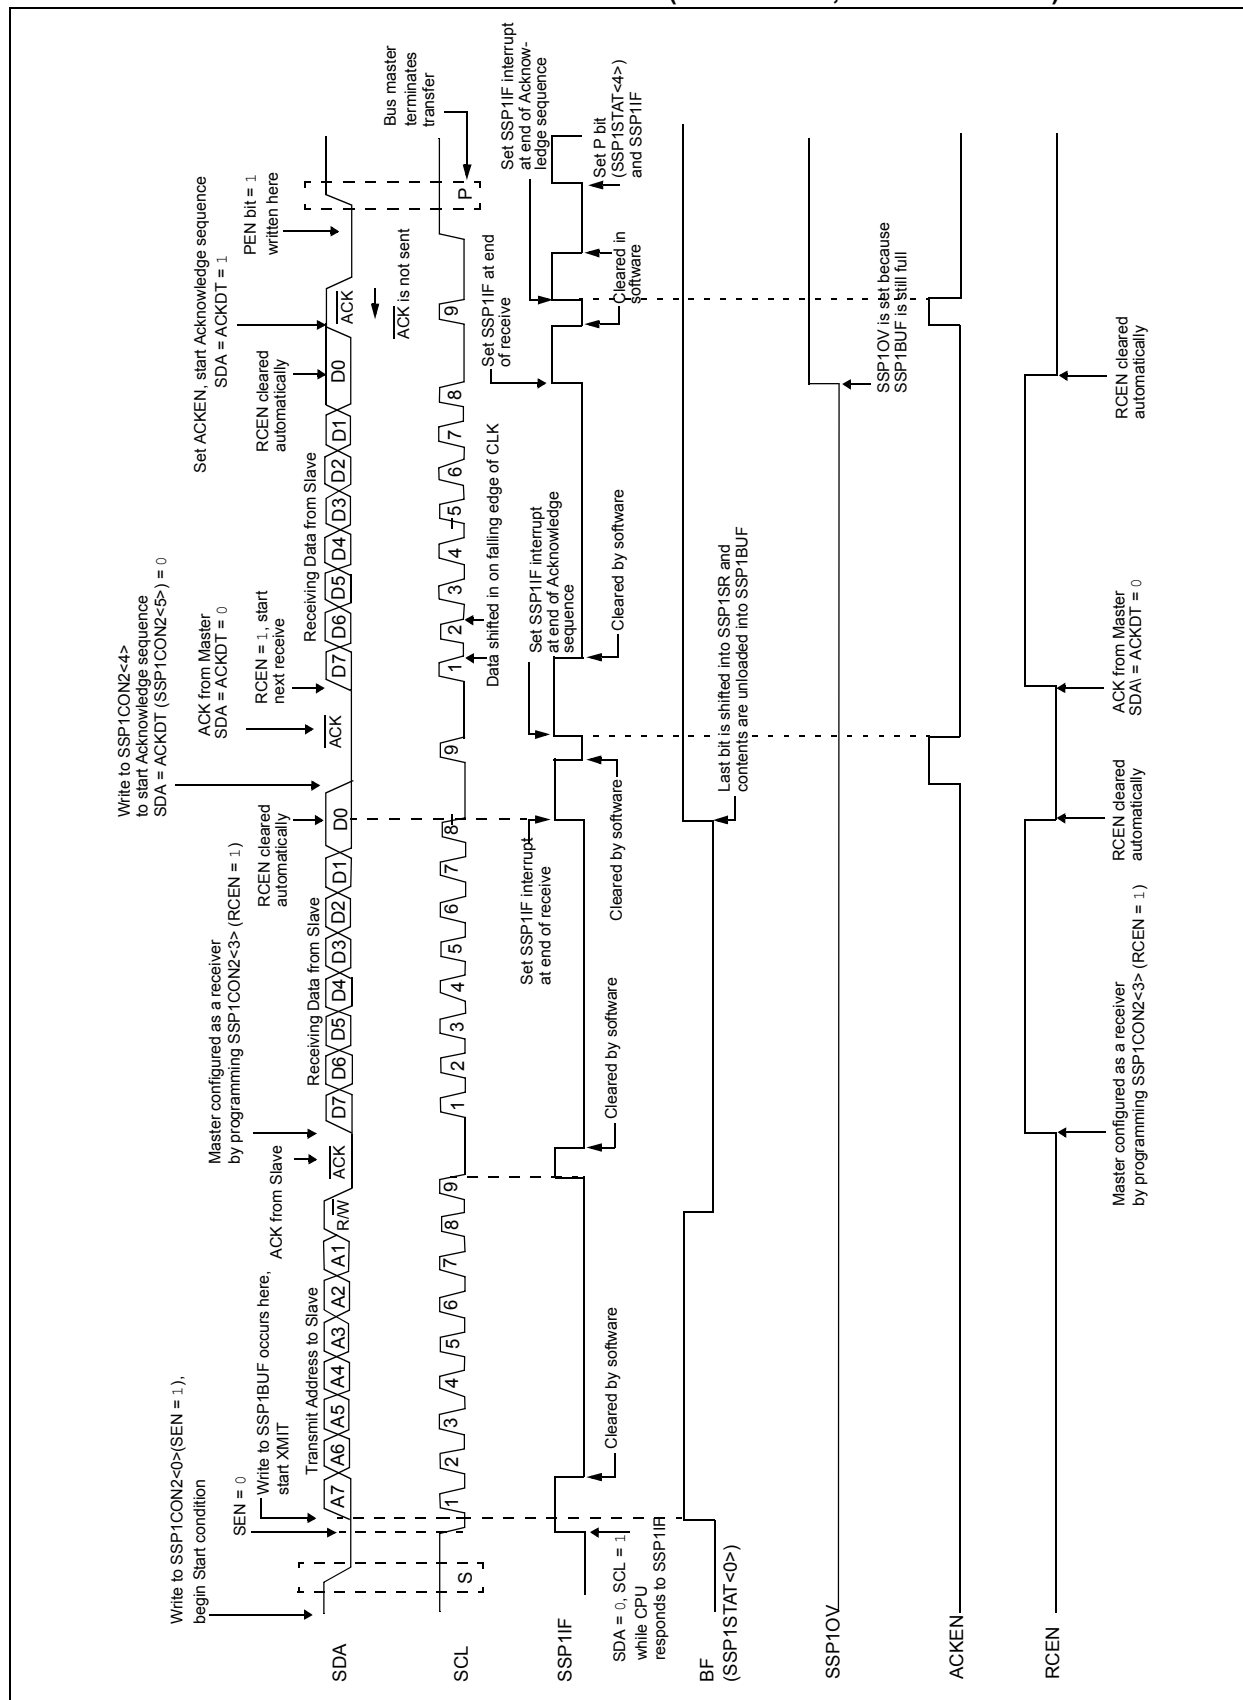 Write to SSP1CON2<0>(SEN = 1),
begin Start condition
SEN = 0
Write to SSP1BUF occurs here,
start XMIT
ACK from Slave
Master configured as a receiver
by programming SSP1CON2<3> (RCEN = 1)
RCEN cleared
automatically
Write to SSP1CON2<4>
to start Acknowledge sequence
SDA = ACKDT (SSP1CON2<5>) = 0
ACK from Master
SDA = ACKDT = 0
RCEN = 1, start
next receive
RCEN cleared
automatically
Set ACKEN, start Acknowledge sequence
SDA = ACKDT = 1
PEN bit = 1
written here
Transmit Address to Slave
Receiving Data from Slave
Receiving Data from Slave
SDA
A7 A6 A5 A4 A3 A2 A1 R/W ACK D7 D6 D5 D4 D3 D2 D1 D0 ACK D7 D6 D5 D4 D3 D2 D1 D0 ACK
ACK is not sent
Bus master
terminates
transfer
SCL
S 1 2 3 4 5 6 7 8 9 1 2 3 4 5 6 7 8 9 1 2 3 4 5 6 7 8 9 P
Data shifted in on falling edge of CLK
Set SSP1IF interrupt
at end of receive
Set SSP1IF interrupt
at end of Acknowledge
sequence
Set SSP1IF at end
of receive
Set SSP1IF interrupt
at end of Acknow-
ledge sequence
SSP1IF
SDA = 0, SCL = 1
while CPU
responds to SSP1IF
Cleared by software
Cleared by software
Cleared by software
Cleared by software
Cleared in
software
Set P bit
(SSP1STAT<4>)
and SSP1IF
BF
(SSP1STAT<0>)
Last bit is shifted into SSP1SR and
contents are unloaded into SSP1BUF
SSP1OV
SSP1OV is set because
SSP1BUF is still full
ACKEN
RCEN
Master configured as a receiver
by programming SSP1CON2<3> (RCEN = 1)
RCEN cleared
automatically
ACK from Master
SDA\ = ACKDT = 0
RCEN cleared
automatically